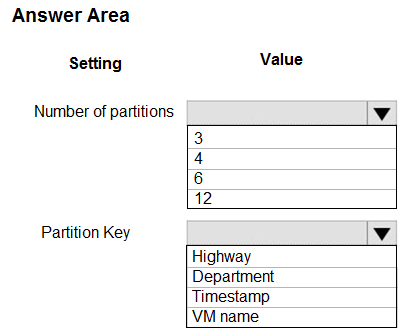 Answer Area
Setting Value
Number of partitions
3
4
6
12
Partition Key
Highway
Department
Timestamp
VM name